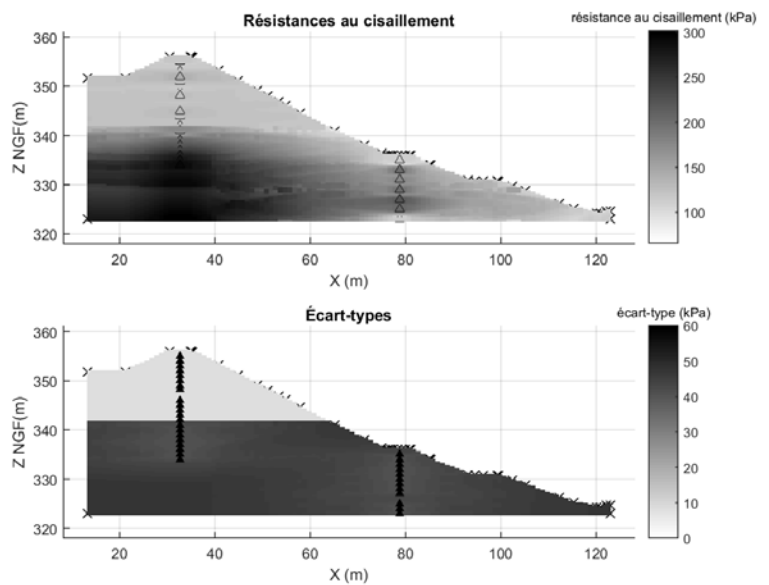 Résistances au cisaillement
résistance au cisaillement (kPa)
360
350
340
330
320
Z NGF(m)
20 40 60 80 100 120
X (m)
300
250
200
150
100
Écart-types
écart-type (kPa)
360
350
340
330
320
Z NGF(m)
20 40 60 80 100 120
X (m)
60
50
40
30
20
10
0